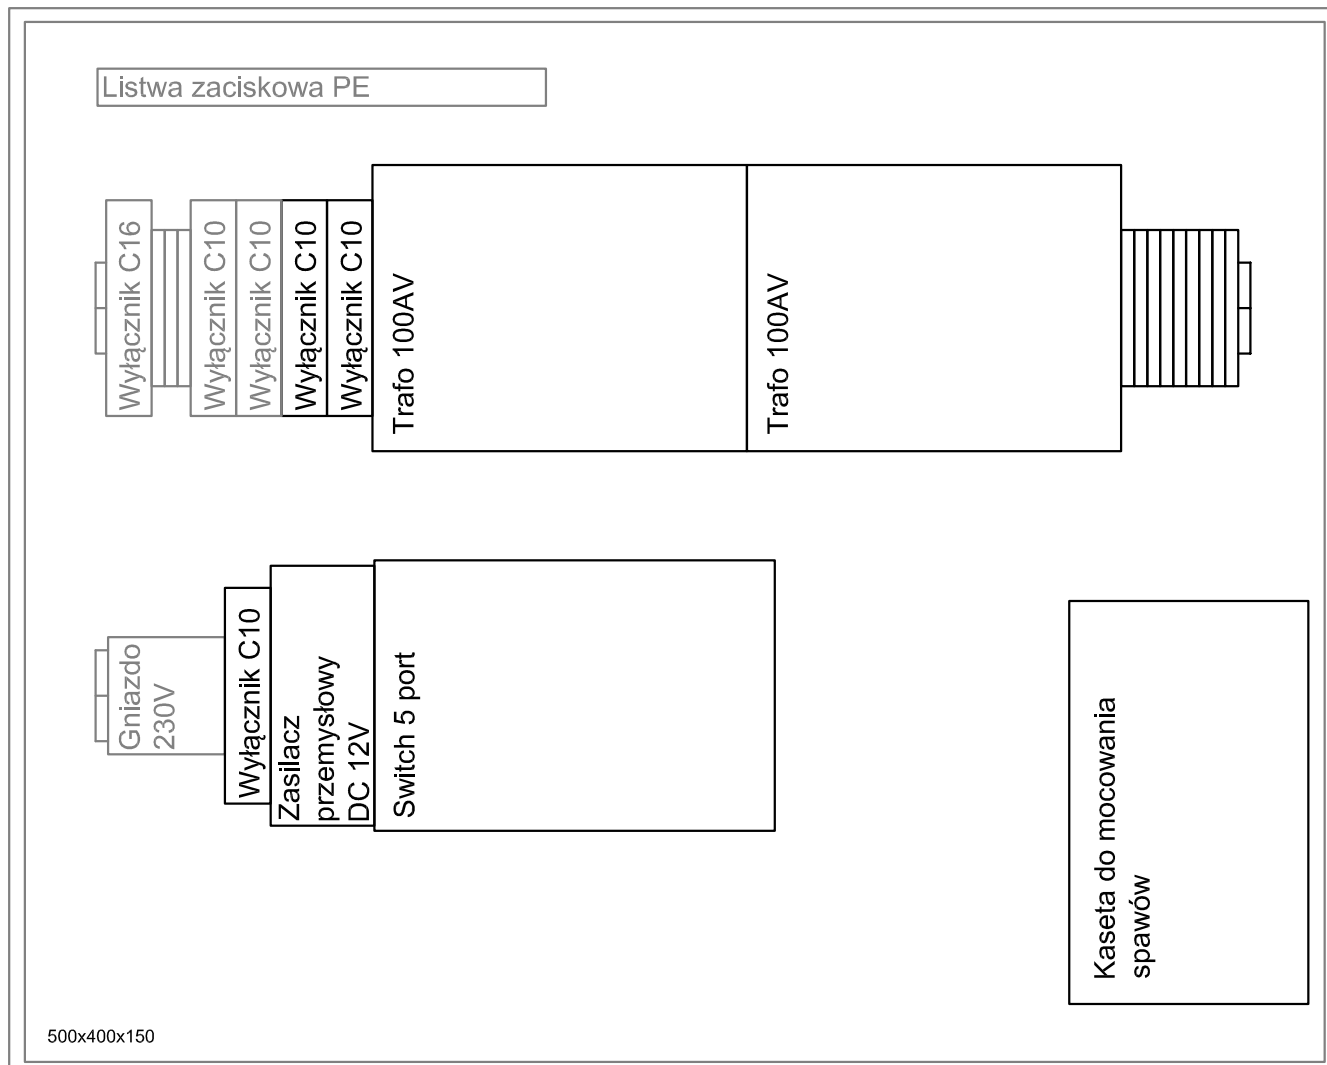 Listwa zaciskowa PE
Wyłącznik C16
Wyłącznik C10
Wyłącznik C10
Wyłącznik C10
Wyłącznik C10
Trafo 100AV
Trafo 100AV
Gniazdo
230V
Wyłącznik C10
Zasilacz
przemysłowy
DC 12V
Switch 5 port
Kaseta do mocowania
spawów
500x400x150